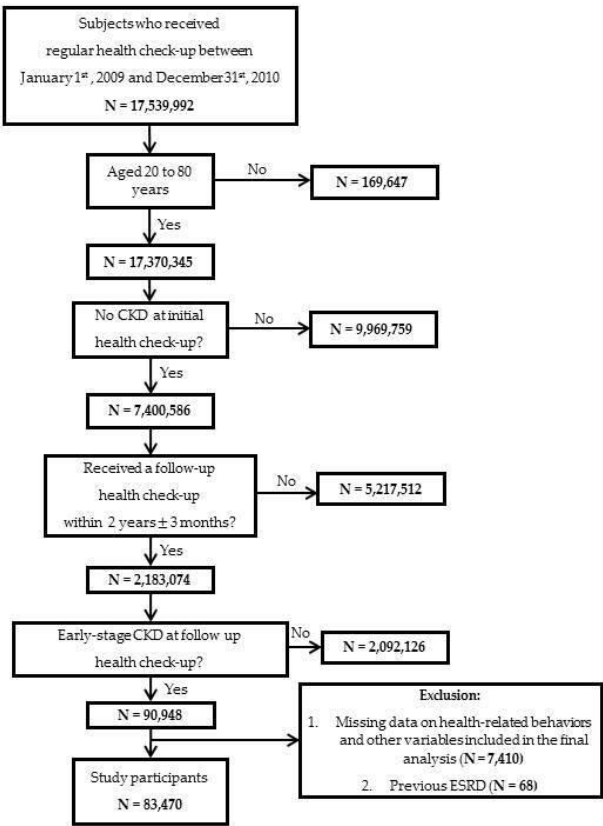 Subjects who received
regular health check-up between
January 1st, 2009 and December 31st, 2010
N = 17,539,992
Aged 20 to 80
years
No
N = 169,647
Yes
N = 17,370,345
No CKD at initial
health check-up?
No
N = 9,969,759
Yes
N = 7,400,586
Received a follow-up
health check-up
within 2 years ± 3 months?
No
N = 5,217,512
Yes
N = 2,183,074
Early-stage CKD at follow up
health check-up?
No
N = 2,092,126
Yes
N = 90,948
Exclusion:
1. Missing data on health-related behaviors
and other variables included in the final
analysis (N = 7,410)
2. Previous ESRD (N = 68)
Study participants
N = 83,470